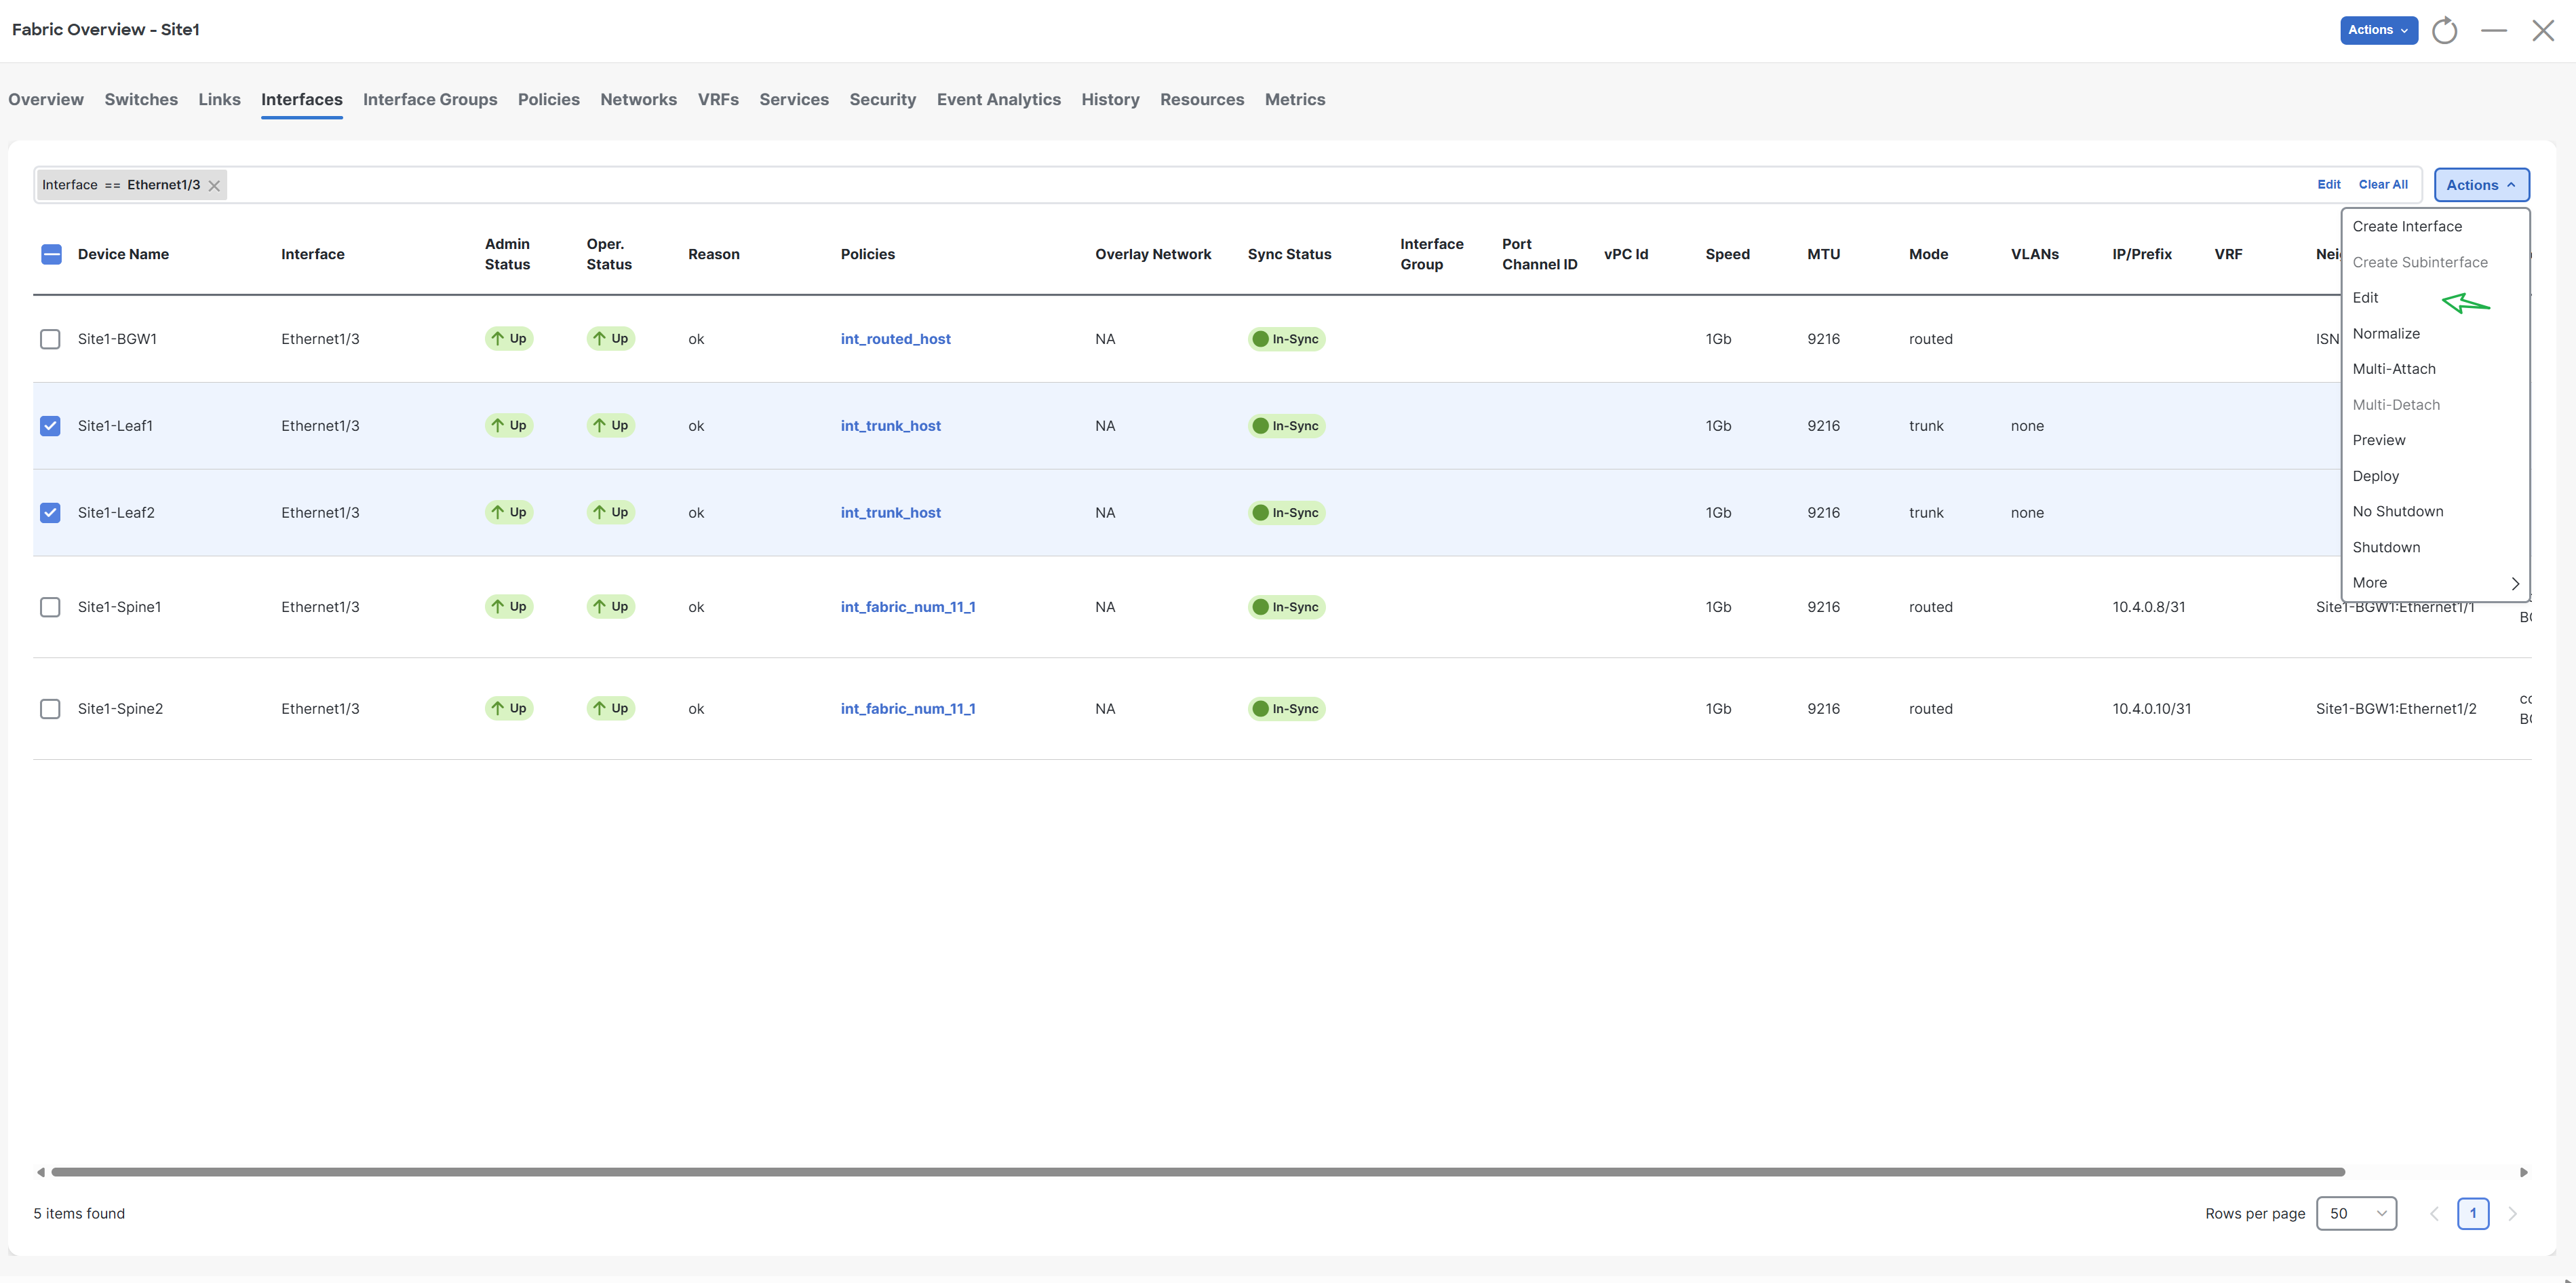 Fabric Overview - Site1
Actions
Overview Switches Links Interfaces Interface Groups Policies Networks VRFs Services Security Event Analytics History Resources Metrics
Interface == Ethernet1/3
Edit Clear All Actions
Device Name Interface Admin Status Oper. Status Reason Policies Overlay Network Sync Status Interface Group Port Channel ID vPC Id Speed MTU Mode VLANs IP/Prefix VRF
Site1-BGW1 Ethernet1/3 Up Up ok int_routed_host NA In-Sync 1Gb 9216 routed ISN
Site1-Leaf1 Ethernet1/3 Up Up ok int_trunk_host NA In-Sync 1Gb 9216 trunk none
Site1-Leaf2 Ethernet1/3 Up Up ok int_trunk_host NA In-Sync 1Gb 9216 trunk none
Site1-Spine1 Ethernet1/3 Up Up ok int_fabric_num_11_1 NA In-Sync 1Gb 9216 routed 10.4.0.8/31 Site1-BGW1:Ethernet1/1
Site1-Spine2 Ethernet1/3 Up Up ok int_fabric_num_11_1 NA In-Sync 1Gb 9216 routed 10.4.0.10/31 Site1-BGW1:Ethernet1/2
Create Interface
Create Subinterface
Edit
Normalize
Multi-Attach
Multi-Detach
Preview
Deploy
No Shutdown
Shutdown
More
5 items found
Rows per page 50 1